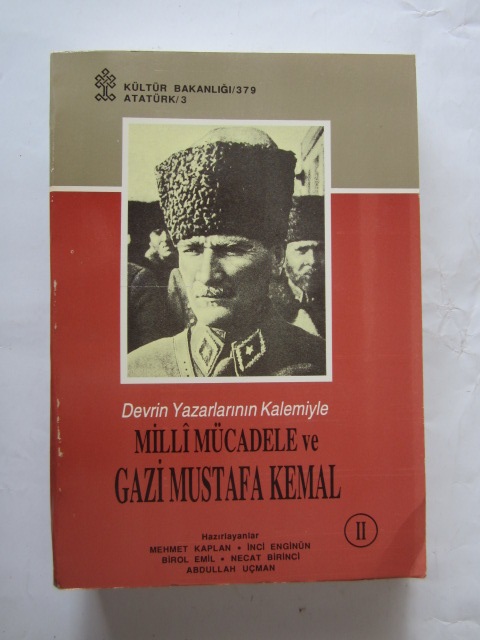 KÜLTÜR BAKANLIĞI/379
ATATÜRK/3
Devrin Yazarlarının Kalemiyle
MİLLÎ MÜCADELE ve
GAZİ MUSTAFA KEMAL
II
Hazırlayanlar
MEHMET KAPLAN • İNCİ ENGİNÜN
BİROL EMİL • NECAT BİRİNCİ
ABDULLAH UÇMAN